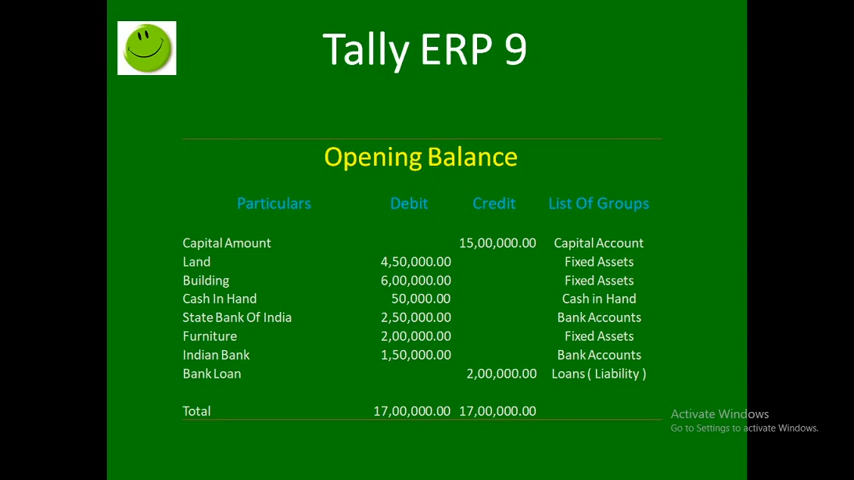 Tally ERP 9
Opening Balance
Particulars Debit Credit List Of Groups
Capital Amount 15,00,000.00 Capital Account
Land 4,50,000.00 Fixed Assets
Building 6,00,000.00 Fixed Assets
Cash In Hand 50,000.00 Cash in Hand
State Bank Of India 2,50,000.00 Bank Accounts
Furniture 2,00,000.00 Fixed Assets
Indian Bank 1,50,000.00 Bank Accounts
Bank Loan 2,00,000.00 Loans ( Liability )
Total 17,00,000.00 17,00,000.00
Activate Windows
Go to Settings to activate Windows.